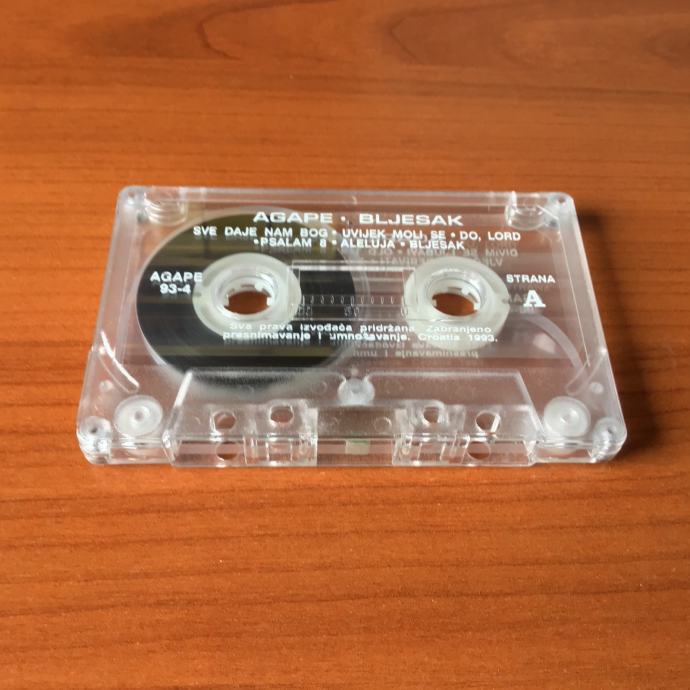 AGAPE • BLJESAK
SVE DAJE NAM BOG • UVIJEK MOLI SE • DO, LORD
•PSALAM 8 • ALELUJA • BLJESAK
AGAPE
93-4
STRANA
A
50
Sva prava izvođača pridržana. Zabranjeno
presnimavanje i umnožavanje. Croatia 1993.